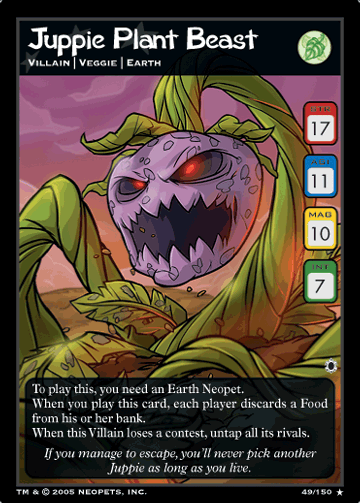 Juppie Plant Beast
VILLAIN | VEGGIE | EARTH
STR
17
AGI
11
MAG
10
INT
7
To play this, you need an Earth Neopet.
When you play this card, each player discards a Food
from his or her bank.
When this Villain loses a contest, untap all its rivals.
If you manage to escape, you'll never pick another
Juppie as long as you live.
TM & © 2005 NEOPETS, INC.
49/150 ★